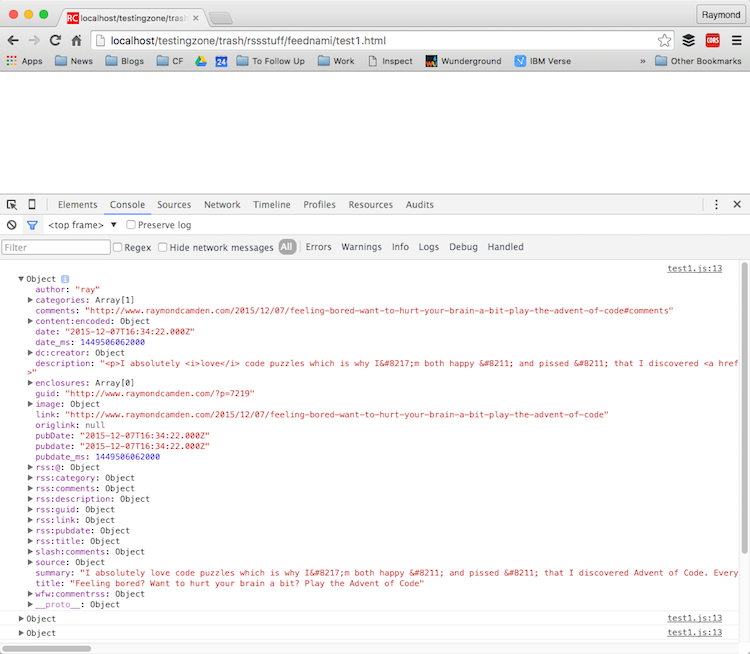 Raymond
RC localhost/testingzone/trash
localhost/testingzone/trash/rssstuff/feednami/test1.html
CORS
Apps News Blogs CF 24 To Follow Up Work Inspect Wunderground IBM Verse » Other Bookmarks
Elements Console Sources Network Timeline Profiles Resources Audits
<top frame> Preserve log
Filter Regex Hide network messages All Errors Warnings Info Logs Debug Handled
test1.js:13
Object i
author: "ray"
categories: Array[1]
comments: "http://www.raymondcamden.com/2015/12/07/feeling-bored-want-to-hurt-your-brain-a-bit-play-the-advent-of-code#comments"
content:encoded: Object
date: "2015-12-07T16:34:22.000Z"
date_ms: 1449506062000
dc:creator: Object
description: "<p>I absolutely <i>love</i> code puzzles which is why I&#8217;m both happy &#8211; and pissed &#8211; that I discovered <a href
>"
enclosures: Array[0]
guid: "http://www.raymondcamden.com/?p=7219"
image: Object
link: "http://www.raymondcamden.com/2015/12/07/feeling-bored-want-to-hurt-your-brain-a-bit-play-the-advent-of-code"
origlink: null
pubDate: "2015-12-07T16:34:22.000Z"
pubdate: "2015-12-07T16:34:22.000Z"
pubdate_ms: 1449506062000
rss:@: Object
rss:category: Object
rss:comments: Object
rss:description: Object
rss:guid: Object
rss:link: Object
rss:pubdate: Object
rss:title: Object
slash:comments: Object
source: Object
summary: "I absolutely love code puzzles which is why I&#8217;m both happy &#8211; and pissed &#8211; that I discovered Advent of Code. Every
title: "Feeling bored? Want to hurt your brain a bit? Play the Advent of Code"
wfw:commentrss: Object
__proto__: Object
Object test1.js:13
Object test1.js:13